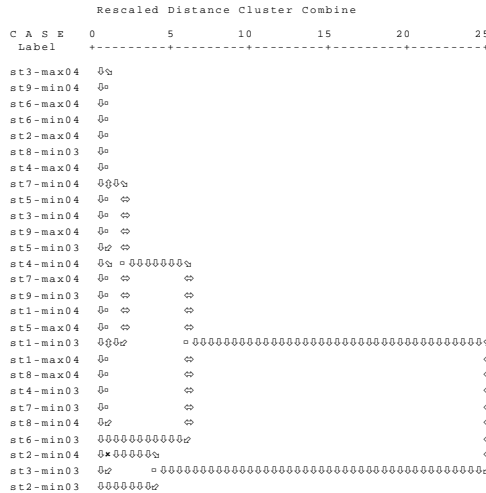 Rescaled Distance Cluster Combine
C A S E 0 5 10 15 20 25
Label +---------+---------+---------+---------+---------+
st3-max04 ⇩⬂
st9-min04 ⇩▫
st6-max04 ⇩▫
st6-min04 ⇩▫
st2-max04 ⇩▫
st8-min03 ⇩▫
st4-max04 ⇩▫
st7-min04 ⇩⇳⇩⬂
st5-min04 ⇩▫ ⇔
st3-min04 ⇩▫ ⇔
st9-max04 ⇩▫ ⇔
st5-min03 ⇩⬃ ⇔
st4-min04 ⇩⬂ ▫⇩⇩⇩⇩⇩⇩⇩⬂
st7-max04 ⇩▫ ⇔ ⇔
st9-min03 ⇩▫ ⇔ ⇔
st1-min04 ⇩▫ ⇔ ⇔
st5-max04 ⇩▫ ⇔ ⇔
st1-min03 ⇩⇳⇩⬃ ▫⇩⇩⇩⇩⇩⇩⇩⇩⇩⇩⇩⇩⇩⇩⇩⇩⇩⇩⇩⇩⇩⇩⇩⇩⇩⇩⇩⇩⇩⇩⇩⇩⇩⇩⇩⇩⇩
st1-max04 ⇩▫ ⇔
st8-max04 ⇩▫ ⇔
st4-min03 ⇩▫ ⇔
st7-min03 ⇩▫ ⇔
st8-min04 ⇩⬃ ⇔
st6-min03 ⇩⇩⇩⇩⇩⇩⇩⇩⇩⇩⇩⬃
st2-min04 ⇩×⇩⇩⇩⇩⇩⬂
st3-min03 ⇩⬃ ▫⇩⇩⇩⇩⇩⇩⇩⇩⇩⇩⇩⇩⇩⇩⇩⇩⇩⇩⇩⇩⇩⇩⇩⇩⇩⇩⇩⇩⇩⇩⇩⇩⇩⇩⇩⇩⇩⇩⇩⇩⇩⬃
st2-min03 ⇩⇩⇩⇩⇩⇩⇩⬃